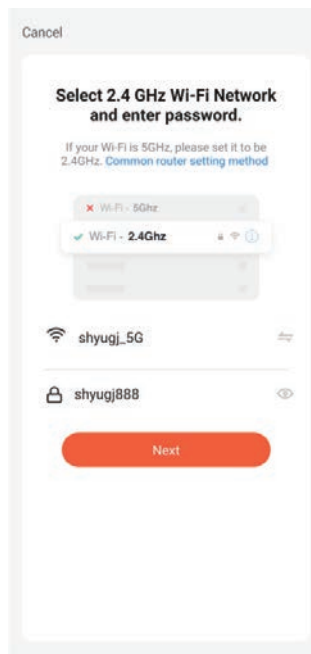 Cancel
Select 2.4 GHz Wi-Fi Network
and enter password.
If your Wi-Fi is 5GHz, please set it to be
2.4GHz. Common router setting method
Wi-Fi - 5Ghz
Wi-Fi - 2.4Ghz
shyugj_5G
shyugj888
Next